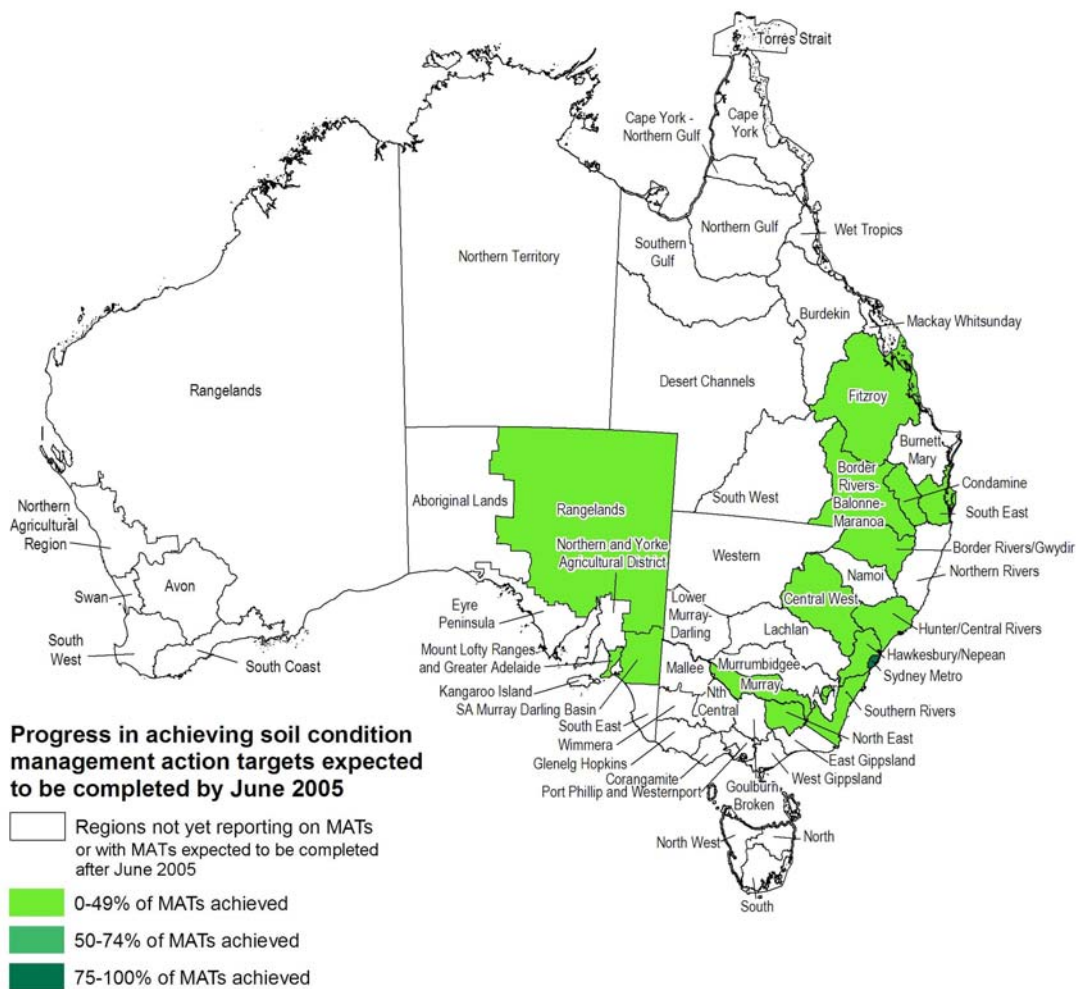 Torres Strait
Cape York -
Northern Gulf
Cape
York
Northern Gulf
Wet Tropics
Southern
Gulf
Northern Territory
Burdekin
Mackay Whitsunday
Rangelands
Desert Channels
Fitzroy
Burnett
Mary
Border
Rivers-
Balonne-
Maranoa
Condamine
South West
South East
Aboriginal Lands
Rangelands
Northern
Agricultural
Region
Northern and Yorke
Agricultural District
Western
Border Rivers/Gwydir
Namoi
Northern Rivers
Avon
Swan
Central West
Eyre
Peninsula
Lower
Murray-
Darling
Lachlan
Hunter/Central Rivers
South
West
South Coast
Mount Lofty Ranges
and Greater Adelaide
Hawkesbury/Nepean
Mallee
Murrumbidgee
Sydney Metro
Kangaroo Island
Murray
ACT
SA Murray Darling Basin
Nth
Central
Southern Rivers
South East
North East
Wimmera
East Gippsland
Glenelg Hopkins
West Gippsland
Corangamite
Port Phillip and Westernport
Goulburn
Broken
North West
North
South
Progress in achieving soil condition
management action targets expected
to be completed by June 2005
Regions not yet reporting on MATs
or with MATs expected to be completed
after June 2005
0-49% of MATs achieved
50-74% of MATs achieved
75-100% of MATs achieved